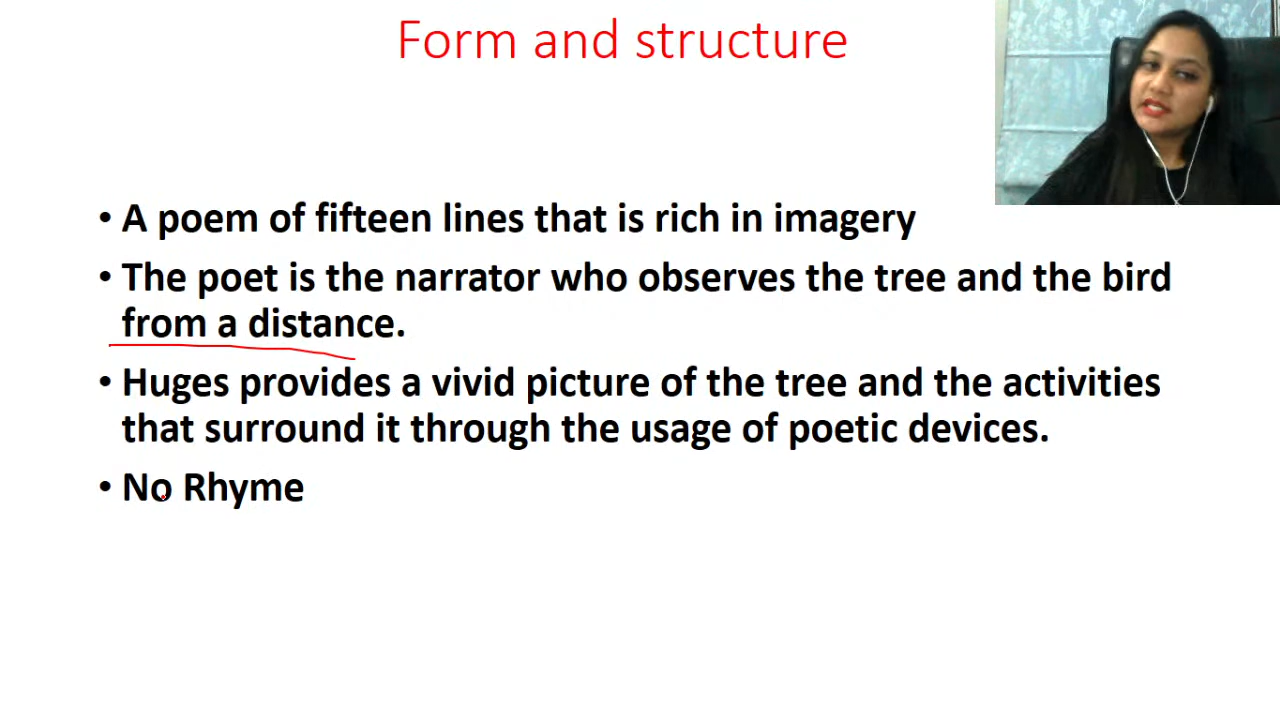 Form and structure
• A poem of fifteen lines that is rich in imagery
• The poet is the narrator who observes the tree and the bird
from a distance.
• Huges provides a vivid picture of the tree and the activities
that surround it through the usage of poetic devices.
• No Rhyme